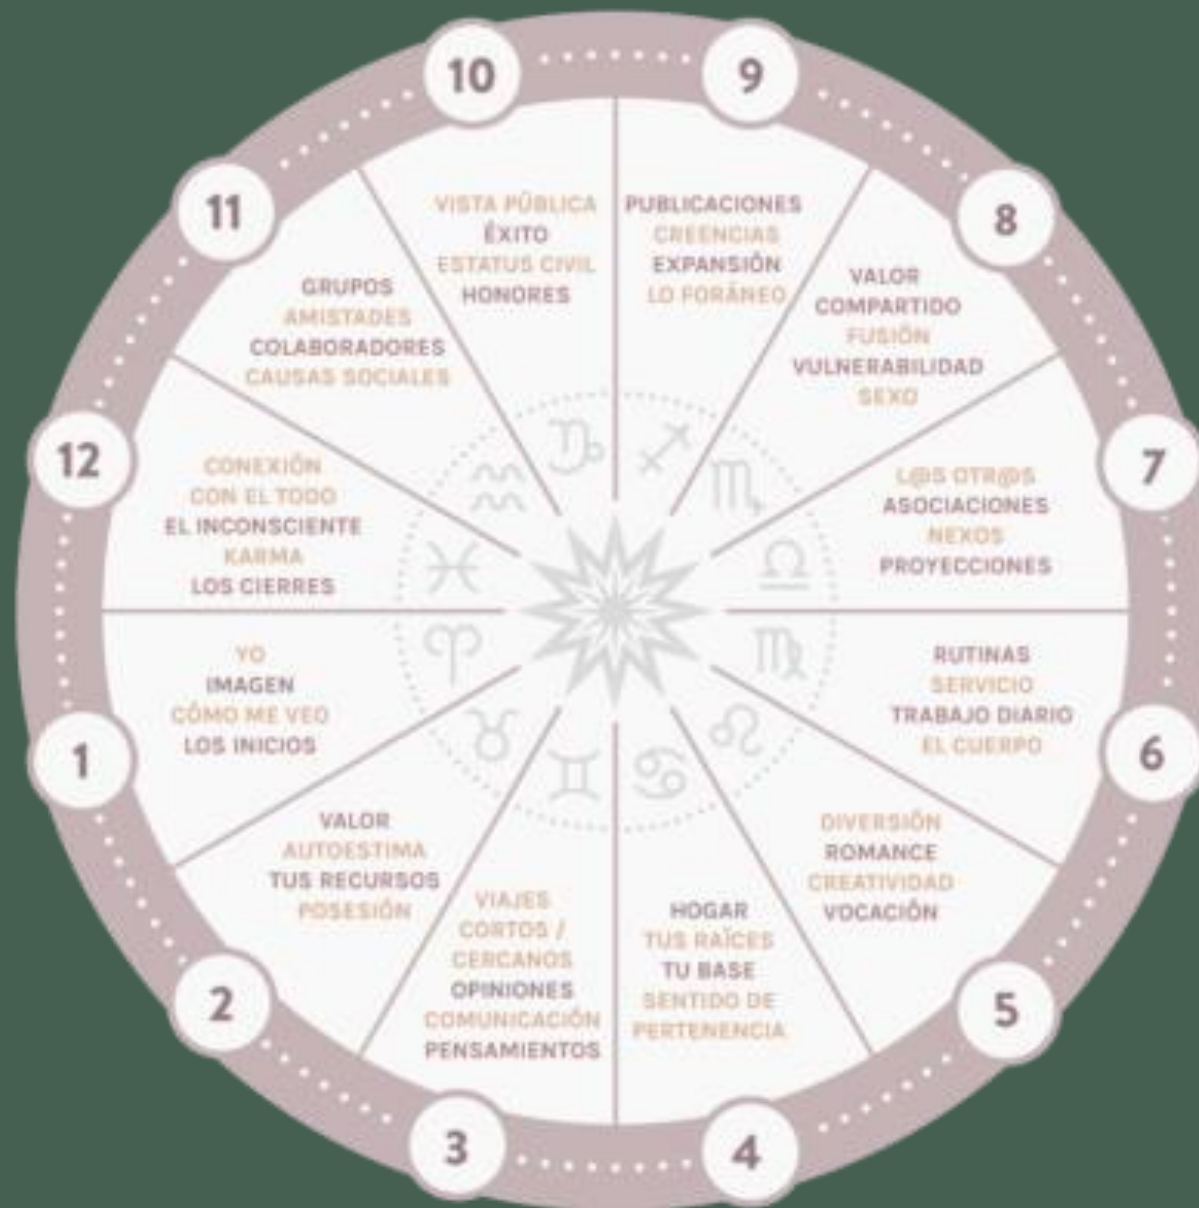 10
9
11
8
12
7
1
6
2
5
3
4
VISTA PÚBLICA
ÉXITO
ESTATUS CIVIL
HONORES
PUBLICACIONES
CREENCIAS
EXPANSIÓN
LO FORÁNEO
GRUPOS
AMISTADES
COLABORADORES
CAUSAS SOCIALES
VALOR
COMPARTIDO
FUSIÓN
VULNERABILIDAD
SEXO
CONEXIÓN
CON EL TODO
EL INCONSCIENTE
KARMA
LOS CIERRES
L@S OTR@S
ASOCIACIONES
NEXOS
PROYECCIONES
YO
IMAGEN
CÓMO ME VEO
LOS INICIOS
RUTINAS
SERVICIO
TRABAJO DIARIO
EL CUERPO
VALOR
AUTOESTIMA
TUS RECURSOS
POSESIÓN
VIAJES
CORTOS /
CERCANOS
OPINIONES
COMUNICACIÓN
PENSAMIENTOS
HOGAR
TUS RAÍCES
TU BASE
SENTIDO DE
PERTENENCIA
DIVERSIÓN
ROMANCE
CREATIVIDAD
VOCACIÓN